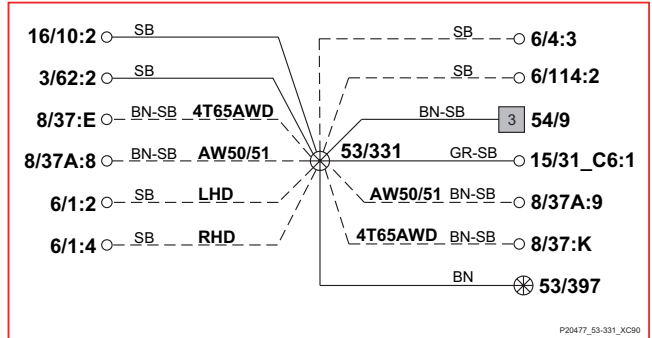 16/10:2 SB SB 6/4:3
3/62:2 SB SB 6/114:2
8/37:E BN-SB 4T65AWD BN-SB 3 54/9
8/37A:8 BN-SB AW50/51 53/331 GR-SB 15/31_C6:1
6/1:2 SB LHD AW50/51 BN-SB 8/37A:9
6/1:4 SB RHD 4T65AWD BN-SB 8/37:K
BN 53/397
P20477_53-331_XC90